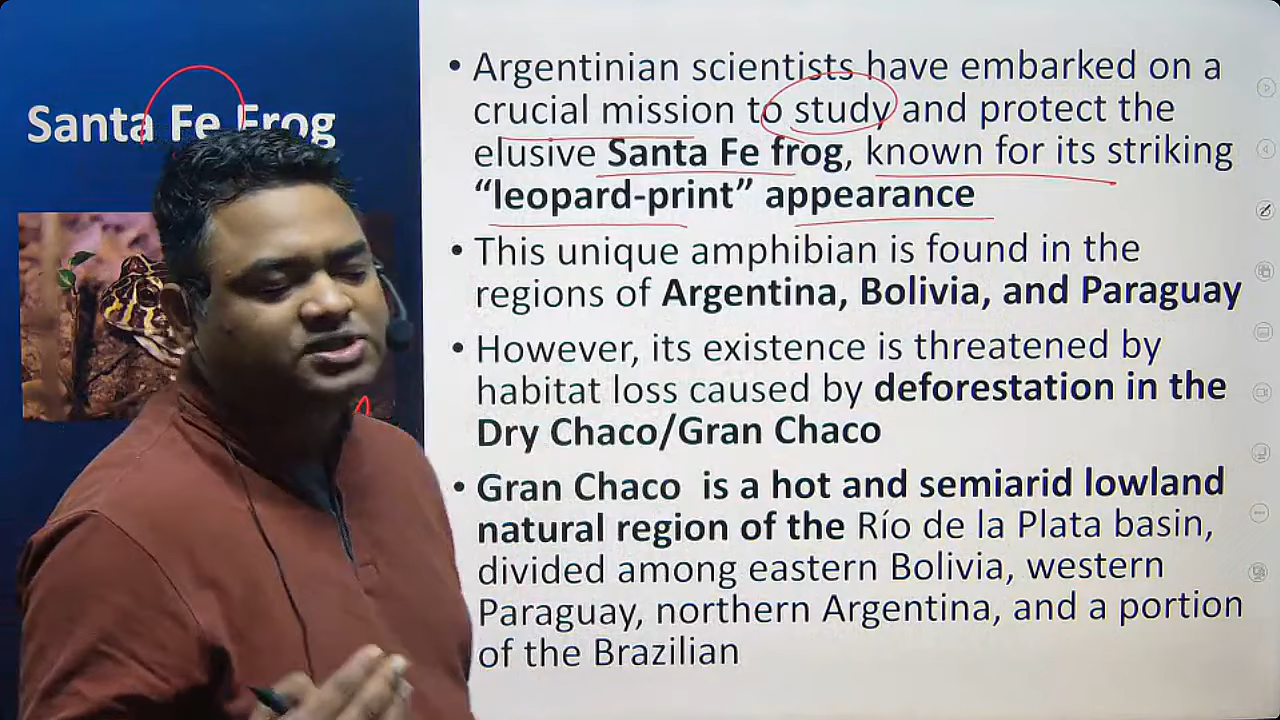 Santa Fe Frog
• Argentinian scientists have embarked on a
crucial mission to study and protect the
elusive Santa Fe frog, known for its striking
“leopard-print” appearance
• This unique amphibian is found in the
regions of Argentina, Bolivia, and Paraguay
• However, its existence is threatened by
habitat loss caused by deforestation in the
Dry Chaco/Gran Chaco
• Gran Chaco is a hot and semiarid lowland
natural region of the Río de la Plata basin,
divided among eastern Bolivia, western
Paraguay, northern Argentina, and a portion
of the Brazilian